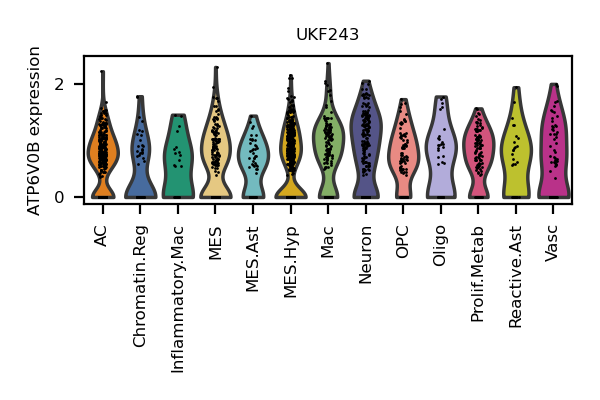 UKF243
ATP6V0B expression
2
0
AC
Chromatin.Reg
Inflammatory.Mac
MES
MES.Ast
MES.Hyp
Mac
Neuron
OPC
Oligo
Prolif.Metab
Reactive.Ast
Vasc